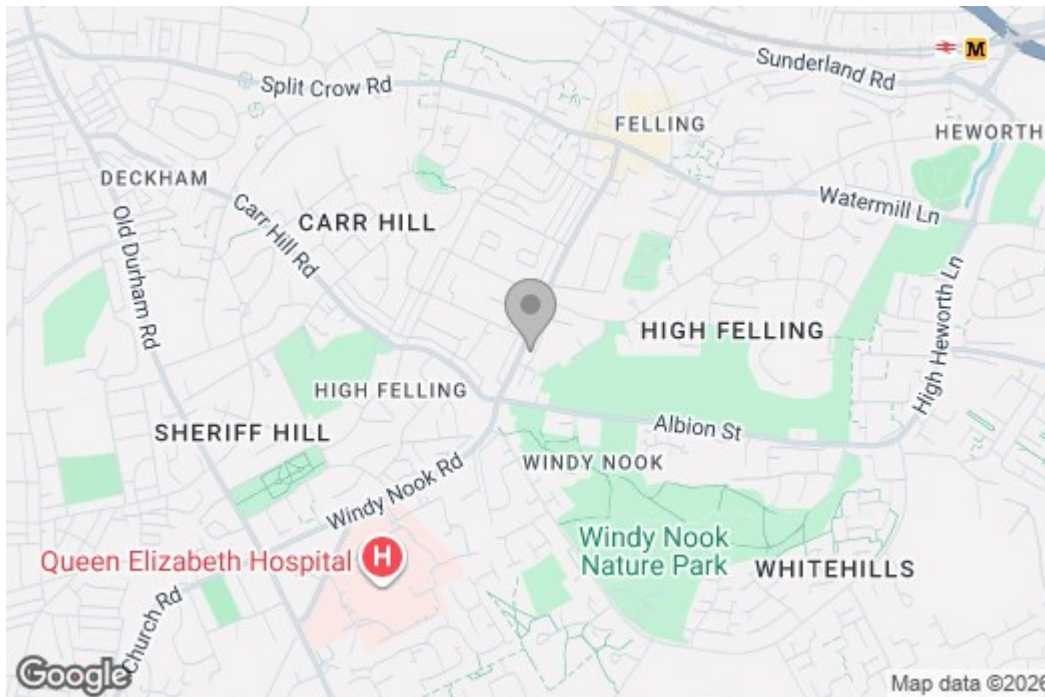 Sunderland Rd
M
Split Crow Rd
FELLING
HEWORTH
DECKHAM
Watermill Ln
CARR HILL
Carr Hill Rd
Old Durham Rd
HIGH FELLING
High Heworth Ln
HIGH FELLING
SHERIFF HILL
Albion St
WINDY NOOK
Windy Nook Rd
Windy Nook
Nature Park
Queen Elizabeth Hospital
H
WHITEHILLS
Church Rd
Google
Map data ©2026